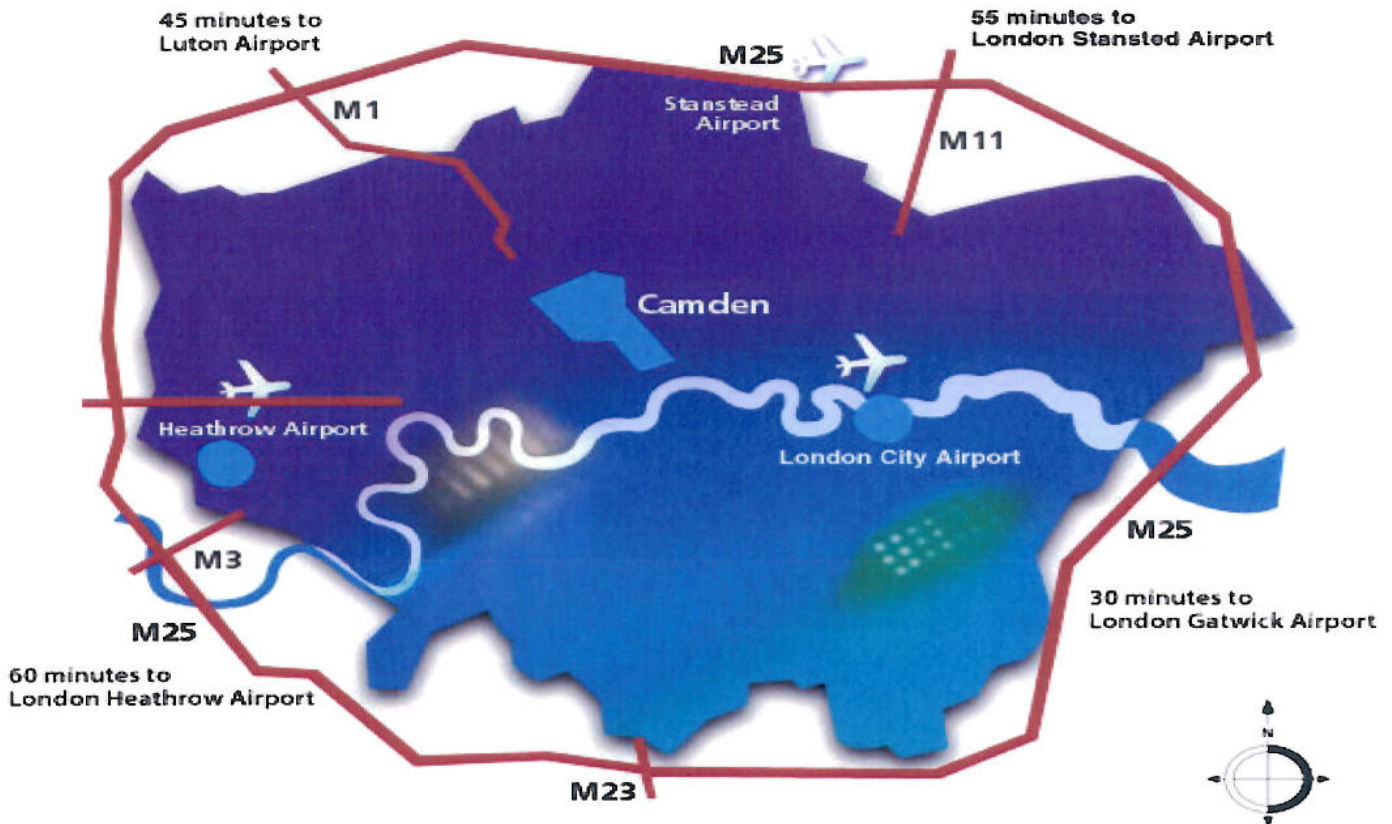 45 minutes to
Luton Airport
55 minutes to
London Stansted Airport
M25
M1
Stanstead
Airport
M11
Camden
Heathrow Airport
London City Airport
M25
M3
M25
30 minutes to
London Gatwick Airport
60 minutes to
London Heathrow Airport
N
M23